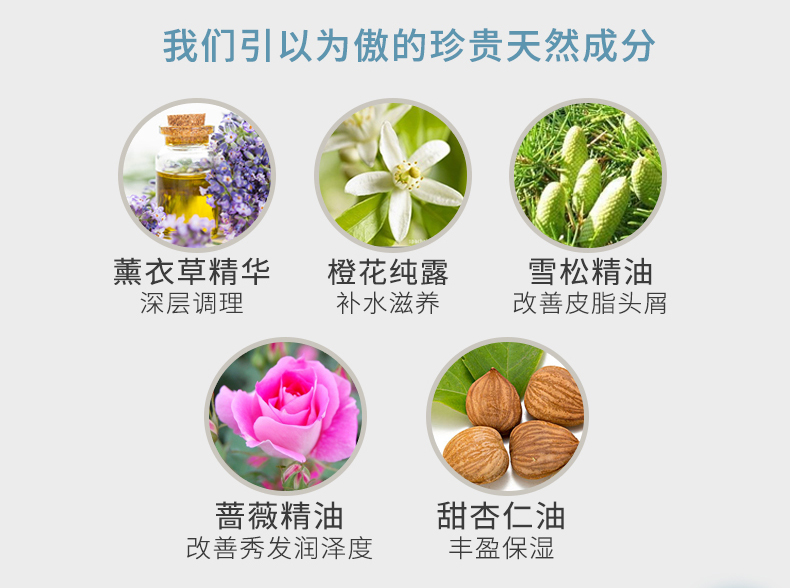 我们引以为傲的珍贵天然成分
薰衣草精华
深层调理
橙花纯露
补水滋养
雪松精油
改善皮脂头屑
蔷薇精油
改善秀发润泽度
甜杏仁油
丰盈保湿